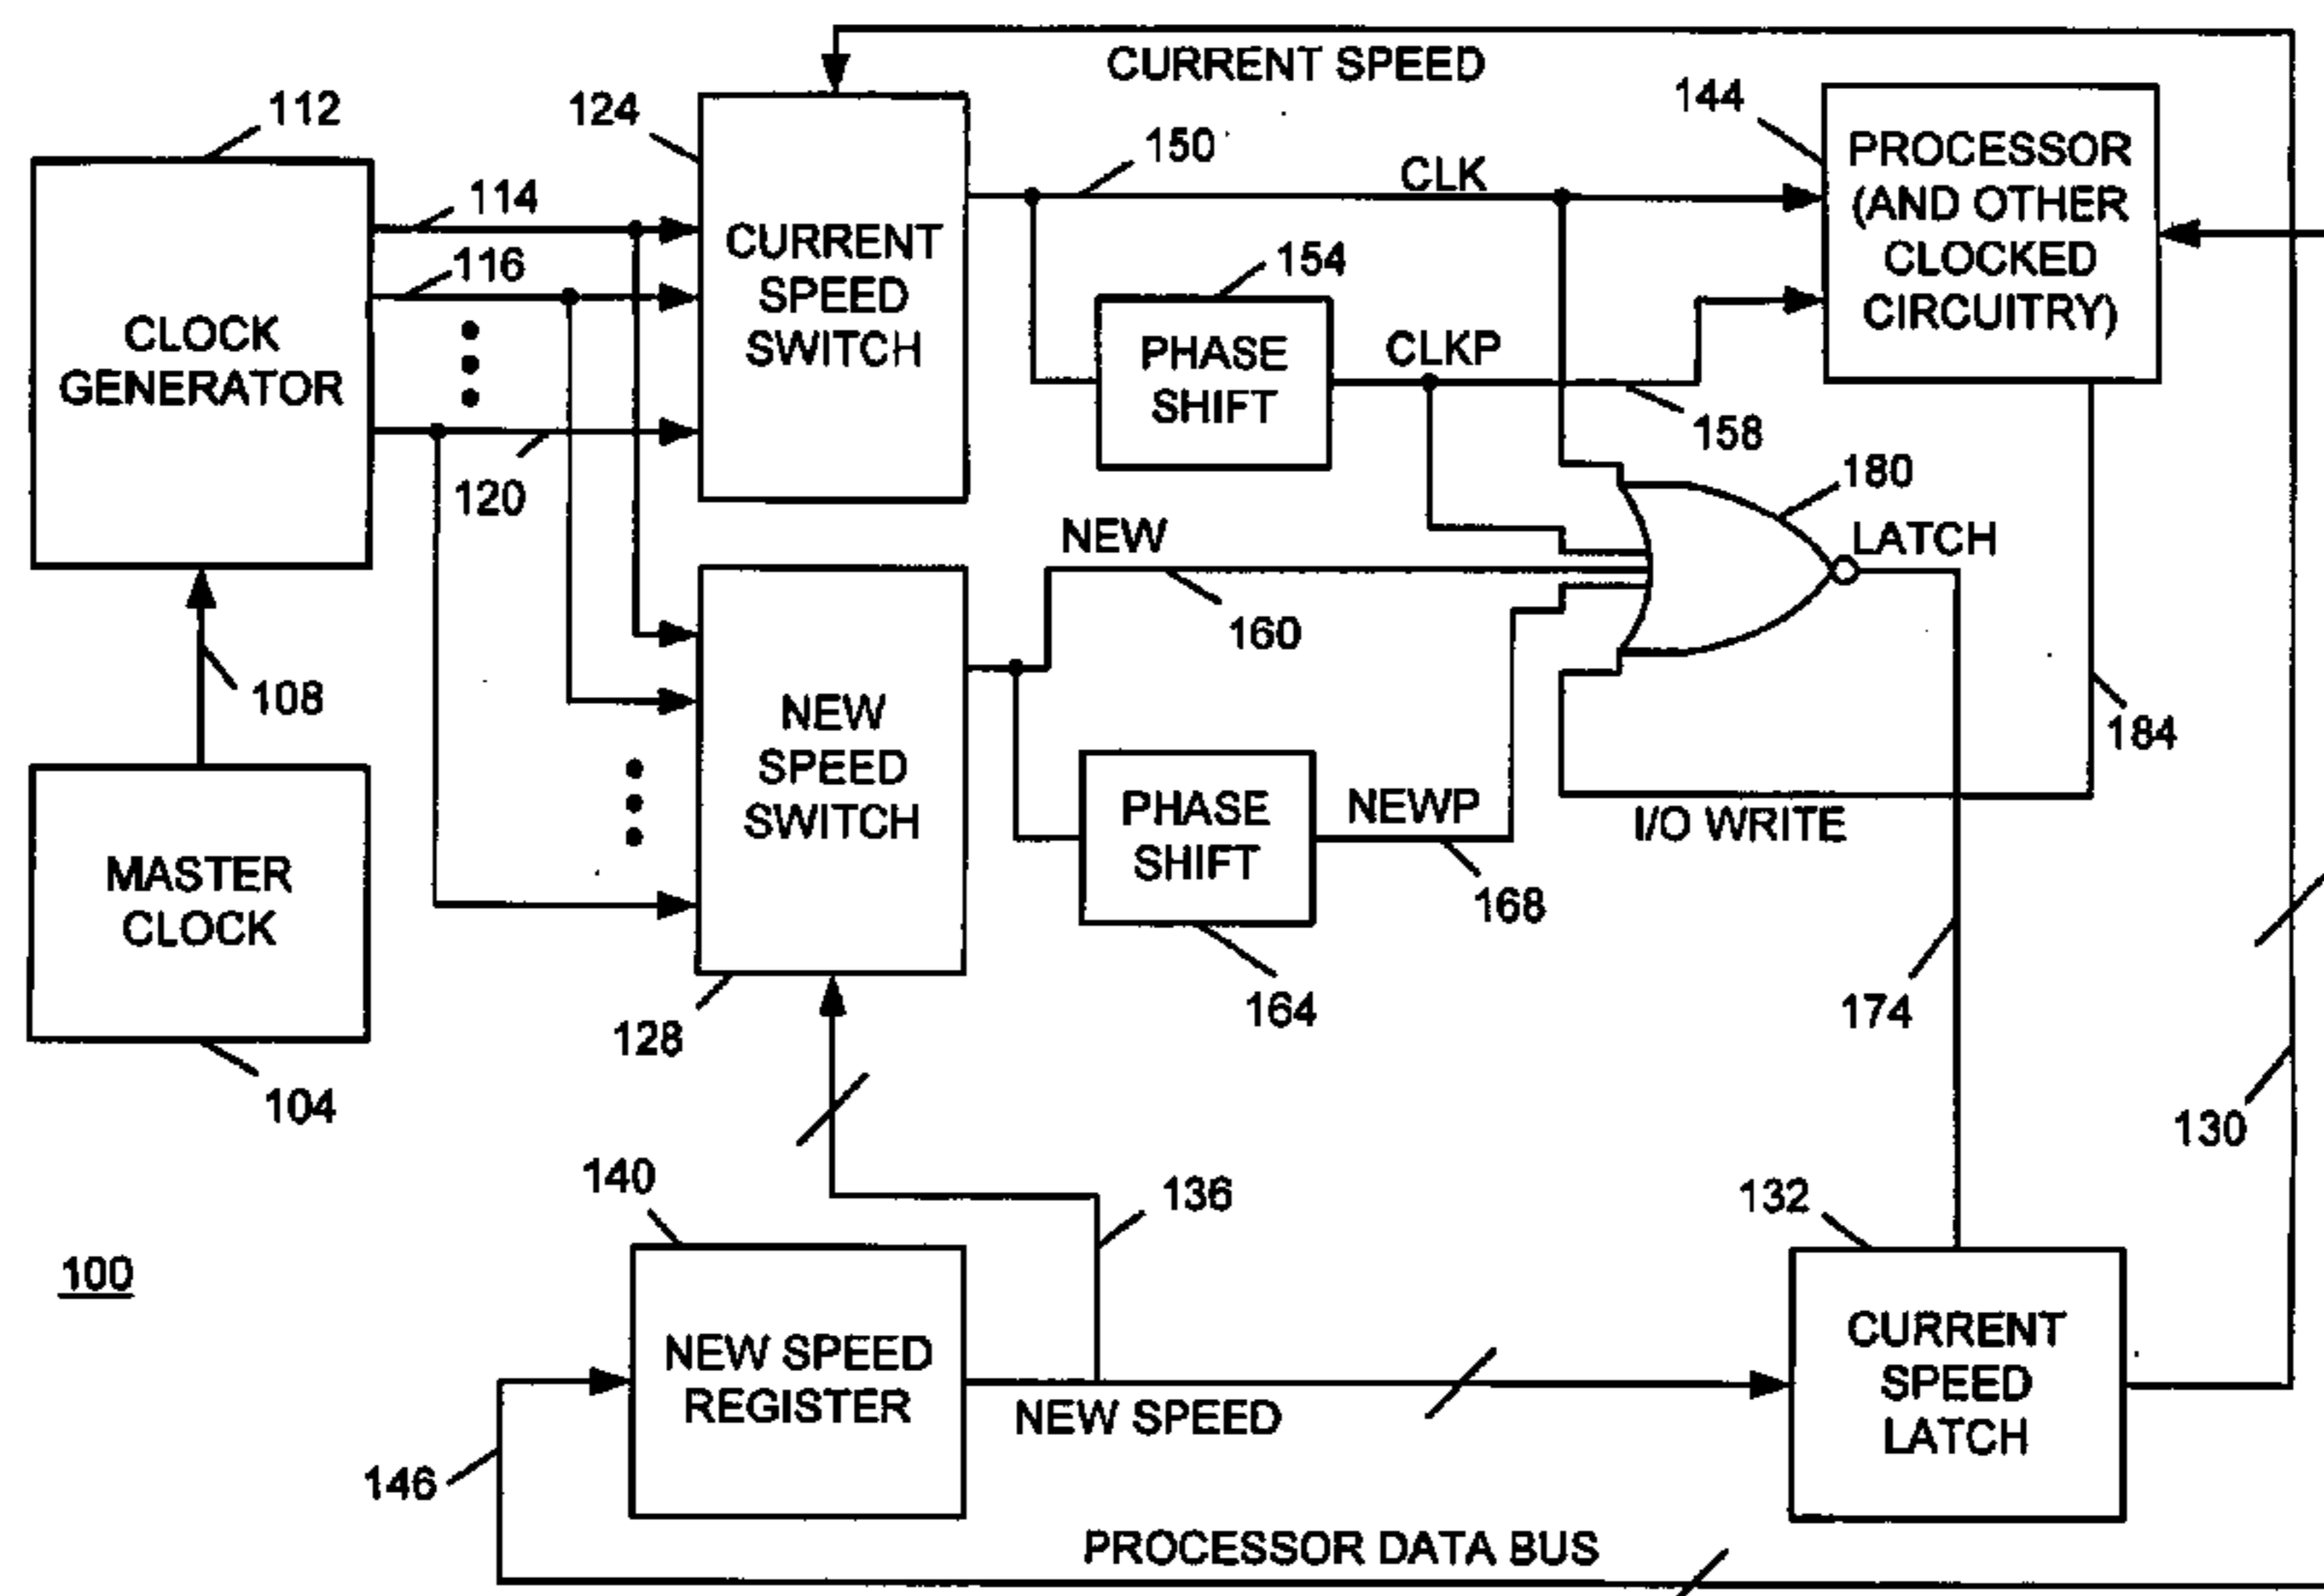 CURRENT SPEED
112
124
144
114
150
CLK
PROCESSOR
(AND OTHER
CLOCKED
CIRCUITRY)
116
CURRENT
SPEED
SWITCH
154
CLOCK
GENERATOR
PHASE
SHIFT
CLKP
158
120
180
NEW
LATCH
160
108
NEW
SPEED
SWITCH
184
PHASE
SHIFT
NEWP
I/O WRITE
MASTER
CLOCK
168
128
164
174
104
130
140
136
132
100
NEW SPEED
REGISTER
NEW SPEED
CURRENT
SPEED
LATCH
146
PROCESSOR DATA BUS